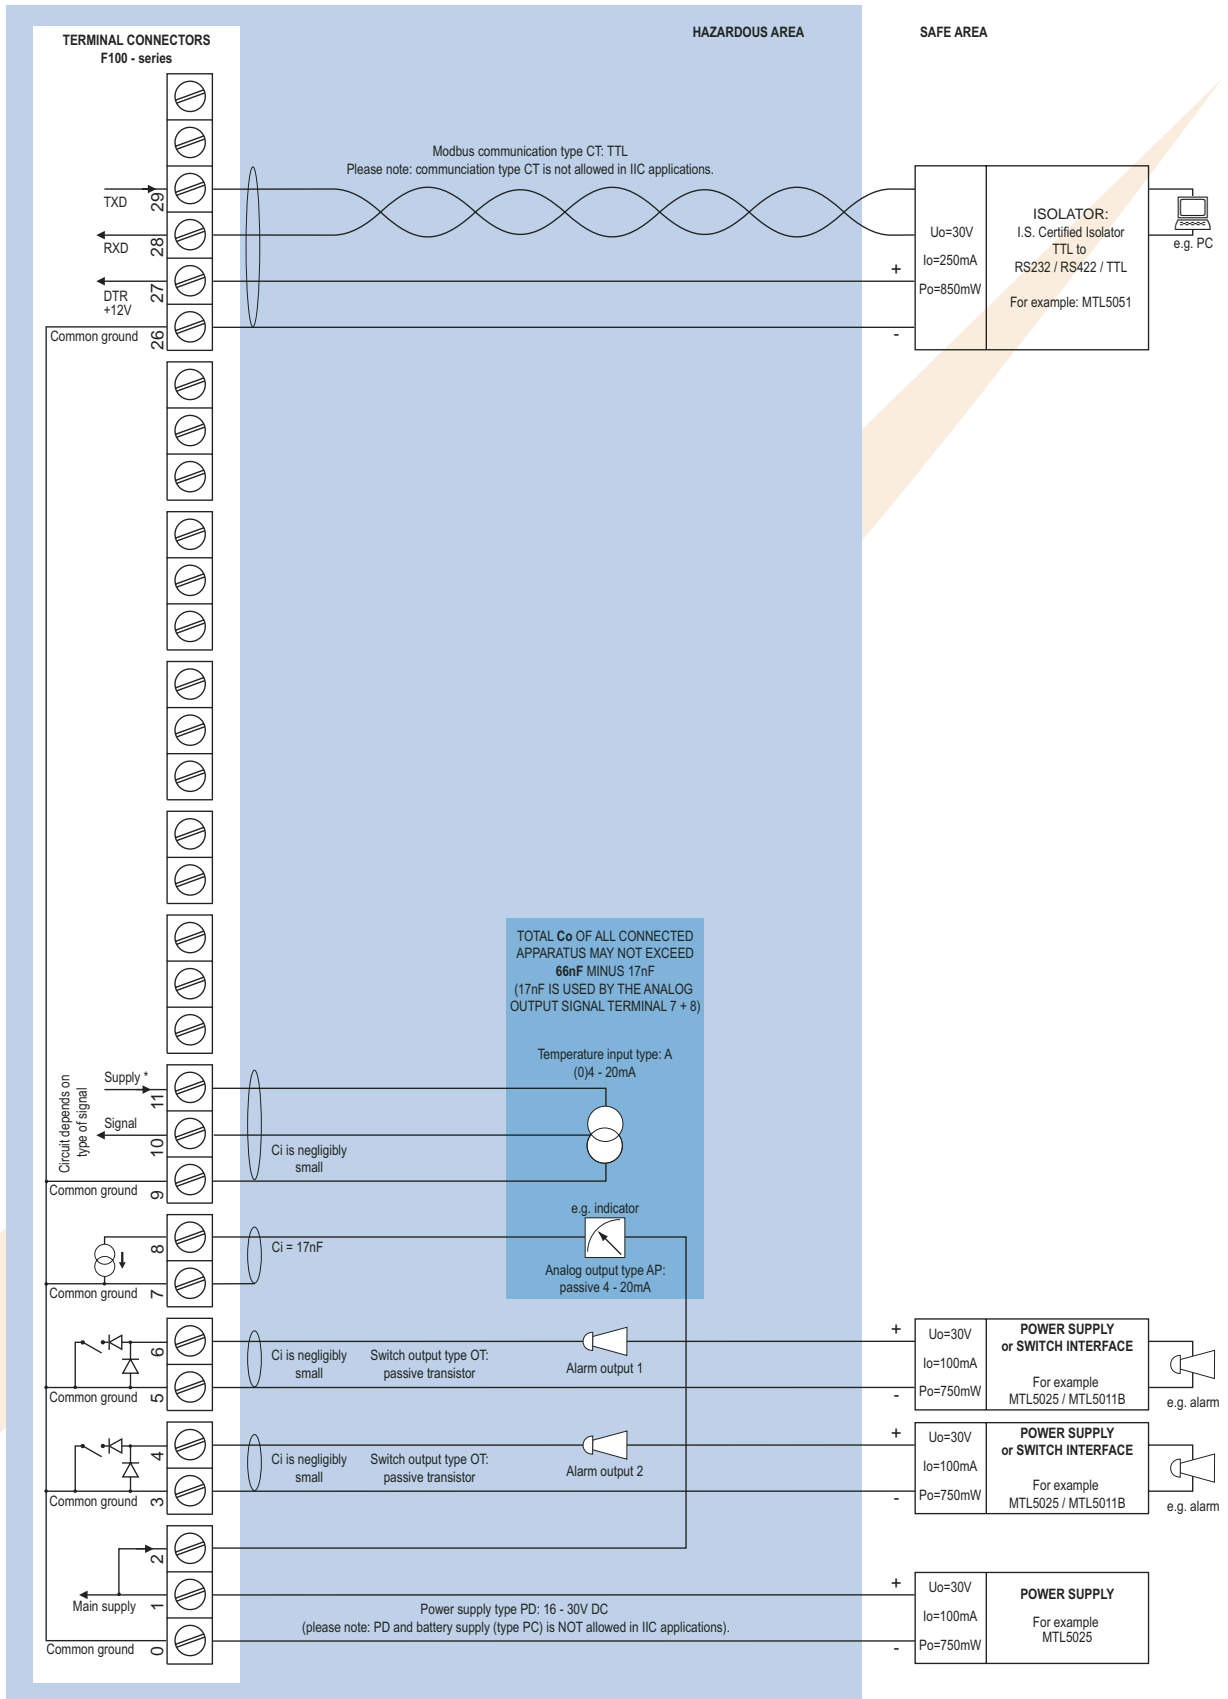 TERMINAL CONNECTORS
F100 - series
HAZARDOUS AREA
SAFE AREA
Modbus communication type CT: TTL
Please note: communciation type CT is not allowed in IIC applications.
TXD
29
RXD
28
DTR
+12V
27
Common ground
26
+
-
Uo=30V
Io=250mA
Po=850mW
ISOLATOR:
I.S. Certified Isolator
TTL to
RS232 / RS422 / TTL
For example: MTL5051
e.g. PC
TOTAL Co OF ALL CONNECTED
APPARATUS MAY NOT EXCEED
66nF MINUS 17nF
(17nF IS USED BY THE ANALOG
OUTPUT SIGNAL TERMINAL 7 + 8)
Temperature input type: A
(0)4 - 20mA
Circuit depends on
type of signal
Supply *
11
Signal
10
Common ground
9
Ci is negligibly
small
e.g. indicator
8
Ci = 17nF
Common ground
7
Analog output type AP:
passive 4 - 20mA
6
Common ground
5
Ci is negligibly
small
Switch output type OT:
passive transistor
Alarm output 1
+
-
Uo=30V
Io=100mA
Po=750mW
POWER SUPPLY
or SWITCH INTERFACE
For example
MTL5025 / MTL5011B
e.g. alarm
4
Common ground
3
Ci is negligibly
small
Switch output type OT:
passive transistor
Alarm output 2
+
-
Uo=30V
Io=100mA
Po=750mW
POWER SUPPLY
or SWITCH INTERFACE
For example
MTL5025 / MTL5011B
e.g. alarm
2
Main supply
1
Common ground
0
Power supply type PD: 16 - 30V DC
(please note: PD and battery supply (type PC) is NOT allowed in IIC applications).
+
-
Uo=30V
Io=100mA
Po=750mW
POWER SUPPLY
For example
MTL5025